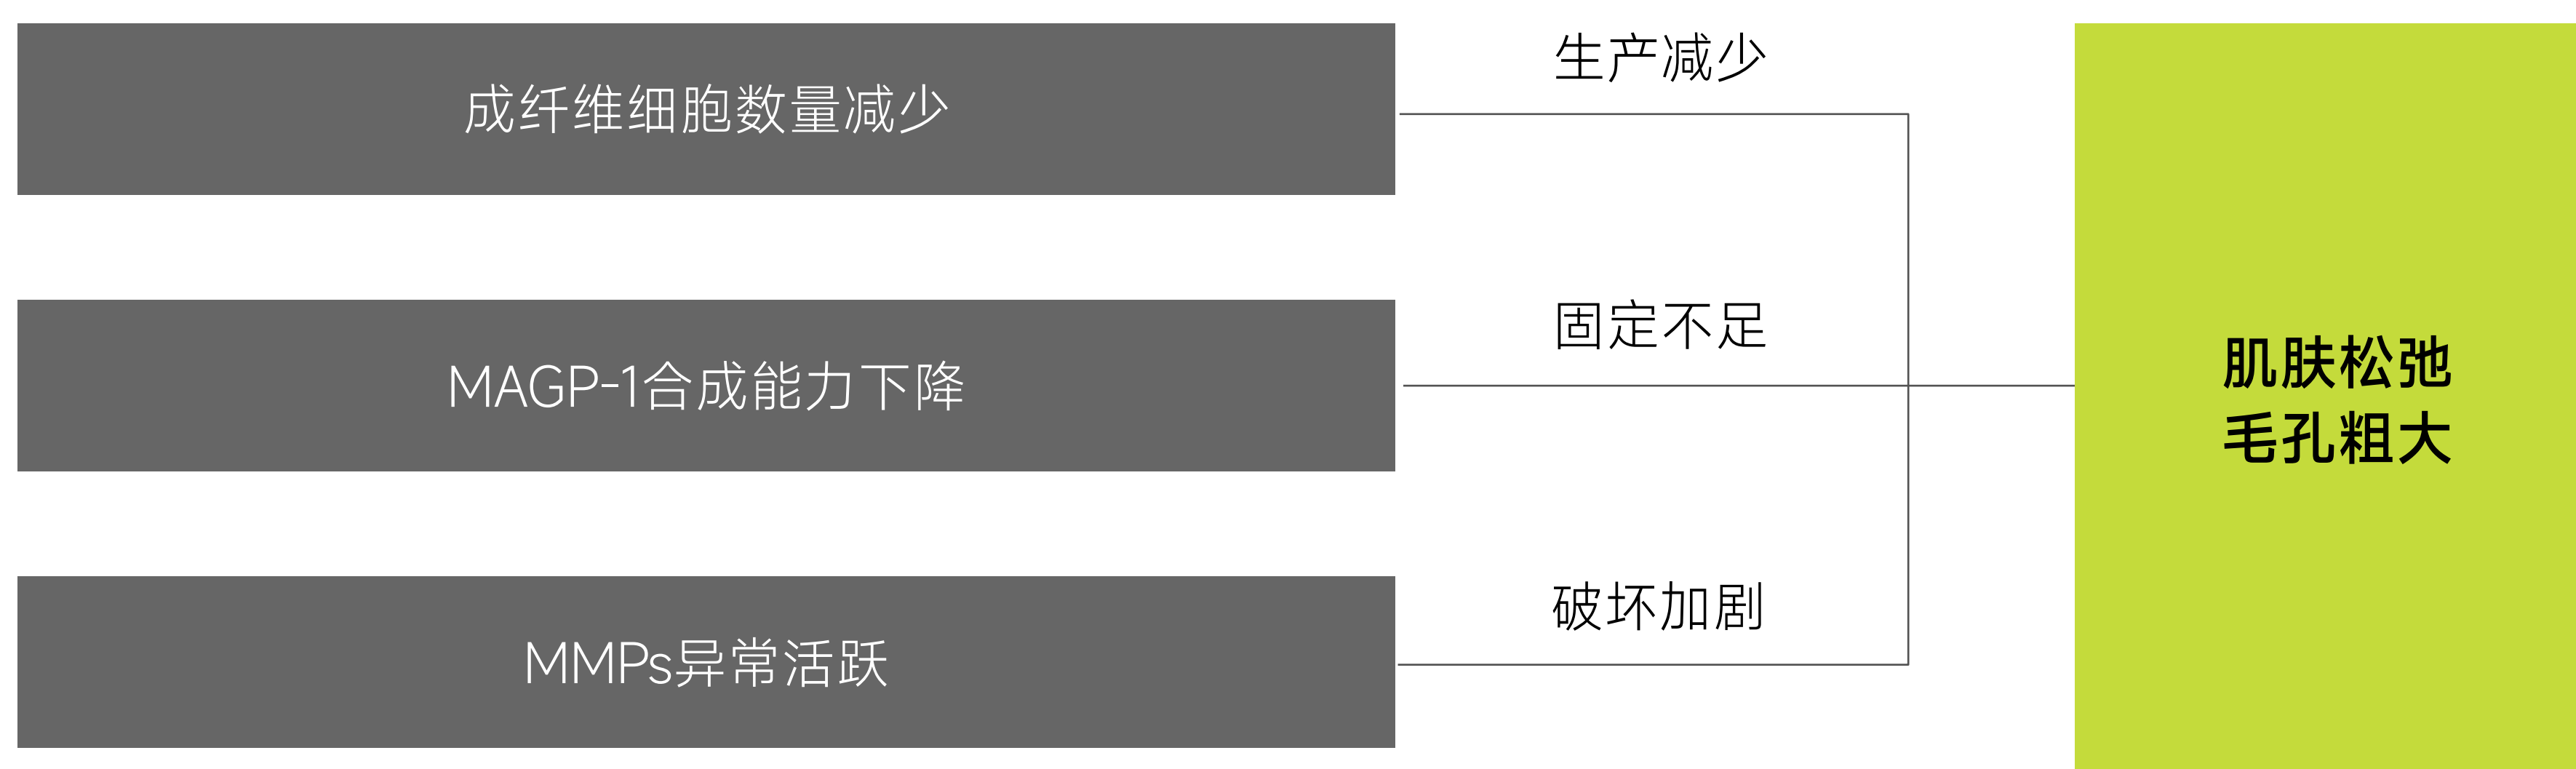 成纤维细胞数量减少
生产减少
MAGP-1合成能力下降
固定不足
MMPs异常活跃
破坏加剧
肌肤松弛
毛孔粗大